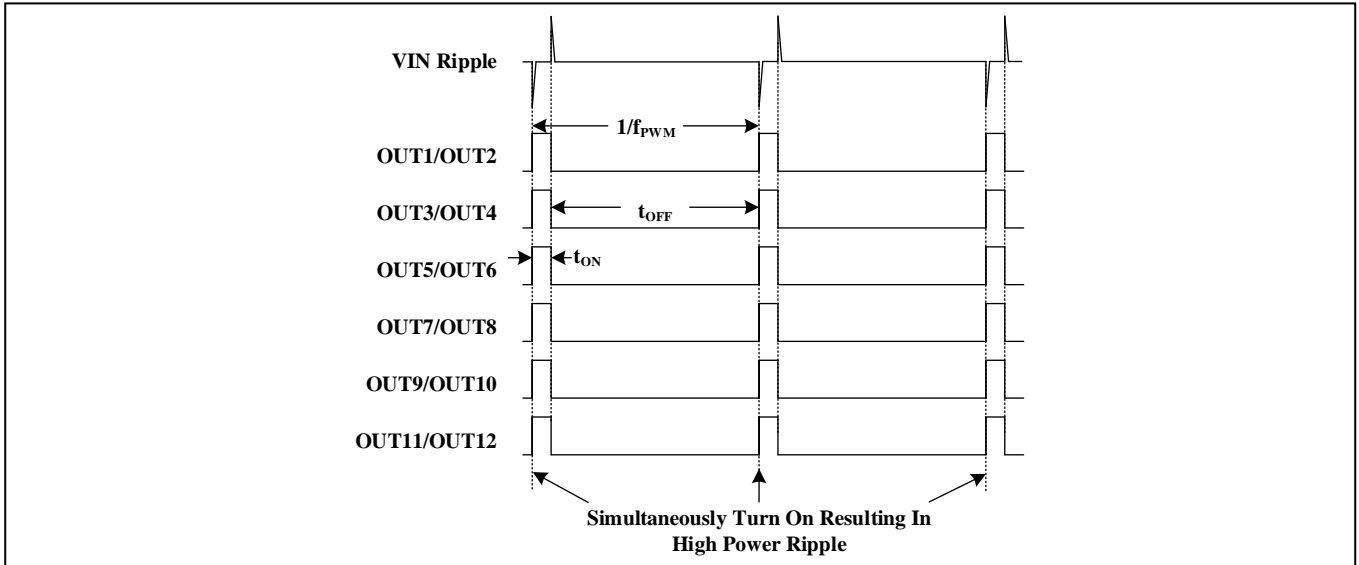 VIN Ripple
1/fPWM
OUT1/OUT2
OUT3/OUT4
tOFF
OUT5/OUT6
tON
OUT7/OUT8
OUT9/OUT10
OUT11/OUT12
Simultaneously Turn On Resulting In
High Power Ripple